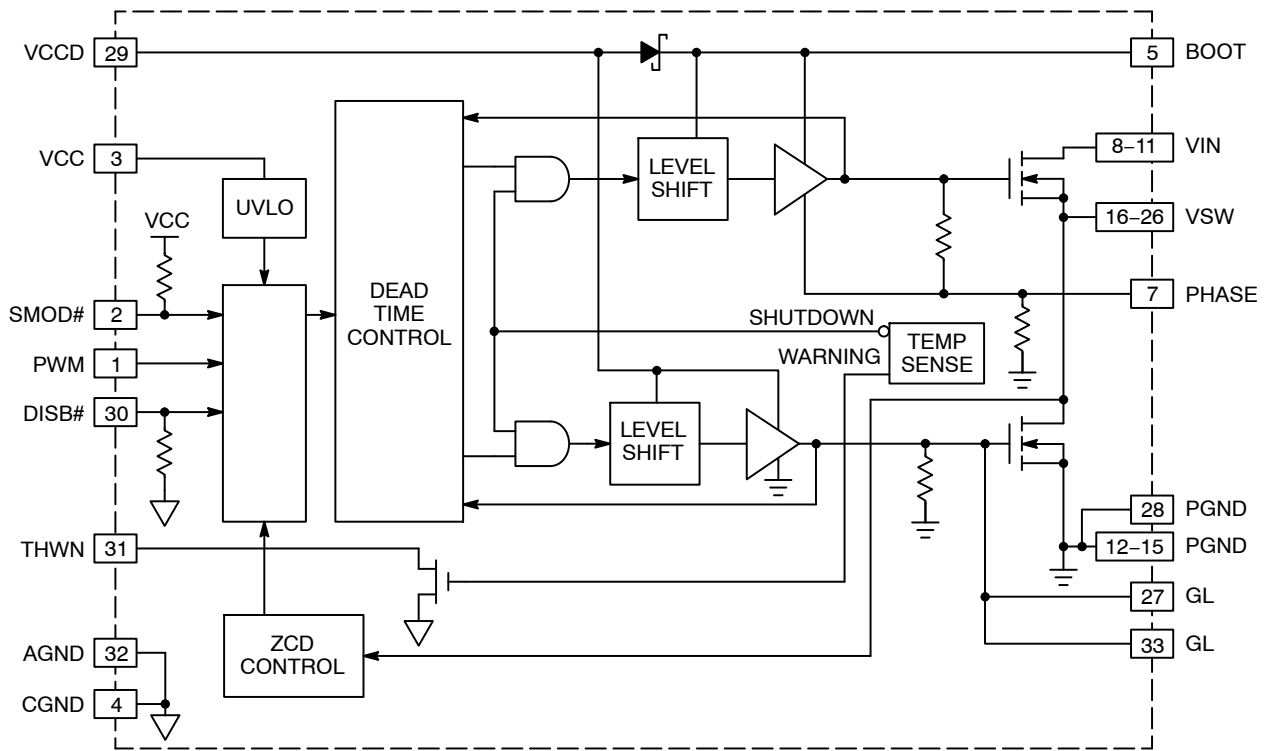 VCCD 29
5 BOOT
VCC 3
8–11 VIN
LEVEL
SHIFT
UVLO
VCC
16–26 VSW
DEAD
TIME
CONTROL
7 PHASE
SMOD# 2
SHUTDOWN
TEMP
SENSE
WARNING
PWM 1
DISB# 30
LEVEL
SHIFT
28 PGND
THWN 31
12–15 PGND
27 GL
ZCD
CONTROL
33 GL
AGND 32
CGND 4